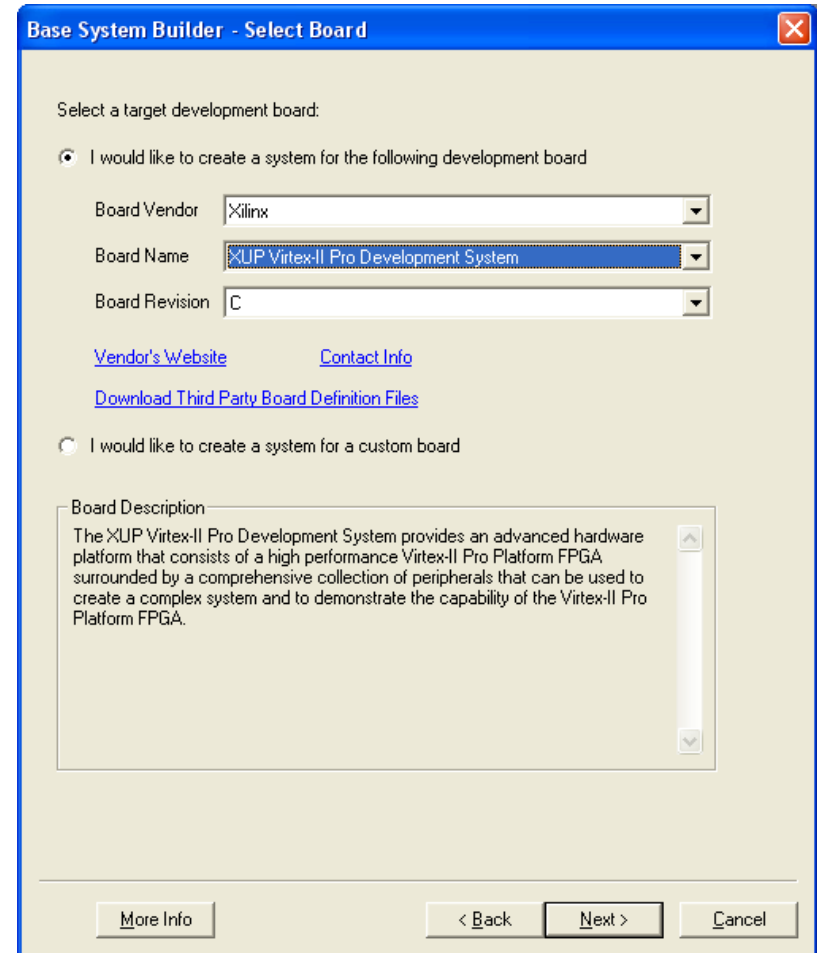 Base System Builder - Select Board
Select a target development board:
I would like to create a system for the following development board
Board Vendor Xilinx
Board Name XUP Virtex-II Pro Development System
Board Revision C
Vendor's Website Contact Info
Download Third Party Board Definition Files
I would like to create a system for a custom board
Board Description
The XUP Virtex-II Pro Development System provides an advanced hardware
platform that consists of a high performance Virtex-II Pro Platform FPGA
surrounded by a comprehensive collection of peripherals that can be used to
create a complex system and to demonstrate the capability of the Virtex-II Pro
Platform FPGA.
More Info < Back Next > Cancel